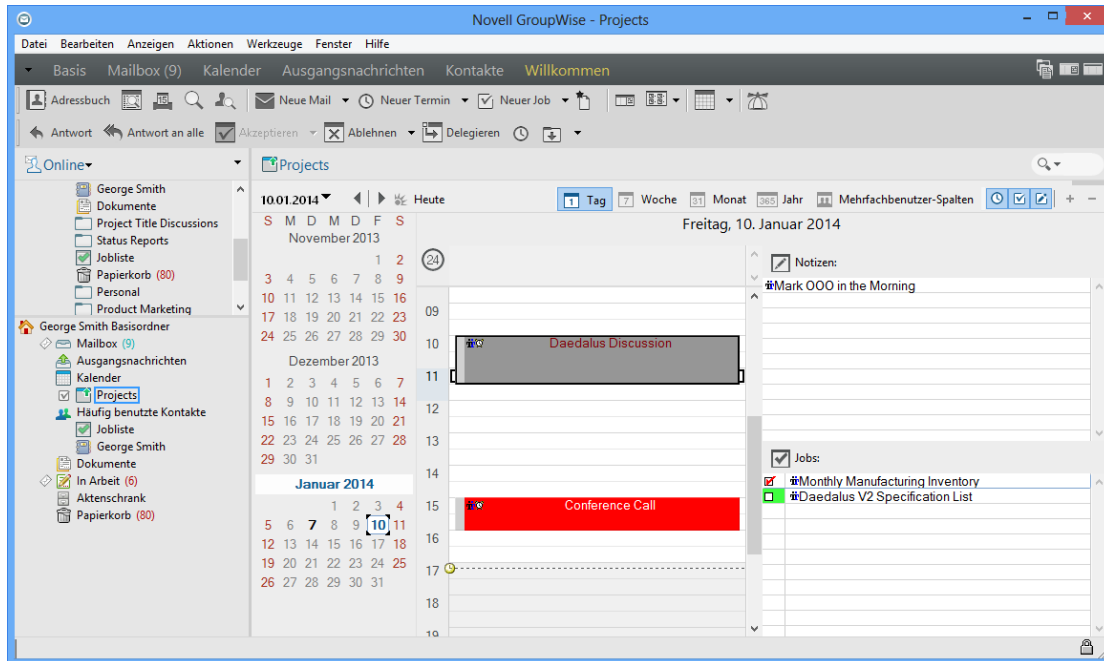 Novell GroupWise - Projects
Datei Bearbeiten Anzeigen Aktionen Werkzeuge Fenster Hilfe
Basis Mailbox (9) Kalender Ausgangsnachrichten Kontakte Willkommen
Adressbuch Neue Mail Neuer Termin Neuer Job
Antwort Antwort an alle Akzeptieren Ablehnen Delegieren
Online
George Smith
Dokumente
Project Title Discussions
Status Reports
Jobliste
Papierkorb (80)
Personal
Product Marketing
George Smith Basisordner
Mailbox (9)
Ausgangsnachrichten
Kalender
Projects
Häufig benutzte Kontakte
Jobliste
George Smith
Dokumente
In Arbeit (6)
Aktenschrank
Papierkorb (80)
Projects
10.01.2014 Heute 1 Tag 7 Woche 31 Monat 365 Jahr Mehrfachbenutzer-Spalten + -
Freitag, 10. Januar 2014
S M D M D F S
November 2013
1 2
3 4 5 6 7 8 9
10 11 12 13 14 15 16
17 18 19 20 21 22 23
24 25 26 27 28 29 30
Dezember 2013
1 2 3 4 5 6 7
8 9 10 11 12 13 14
15 16 17 18 19 20 21
22 23 24 25 26 27 28
29 30 31
Januar 2014
1 2 3 4
5 6 7 8 9 10 11
12 13 14 15 16 17 18
19 20 21 22 23 24 25
26 27 28 29 30 31
24
09
10 Daedalus Discussion
11
12
13
14
15 Conference Call
16
17
18
19
Notizen:
Mark OOO in the Morning
Jobs:
Monthly Manufacturing Inventory
Daedalus V2 Specification List